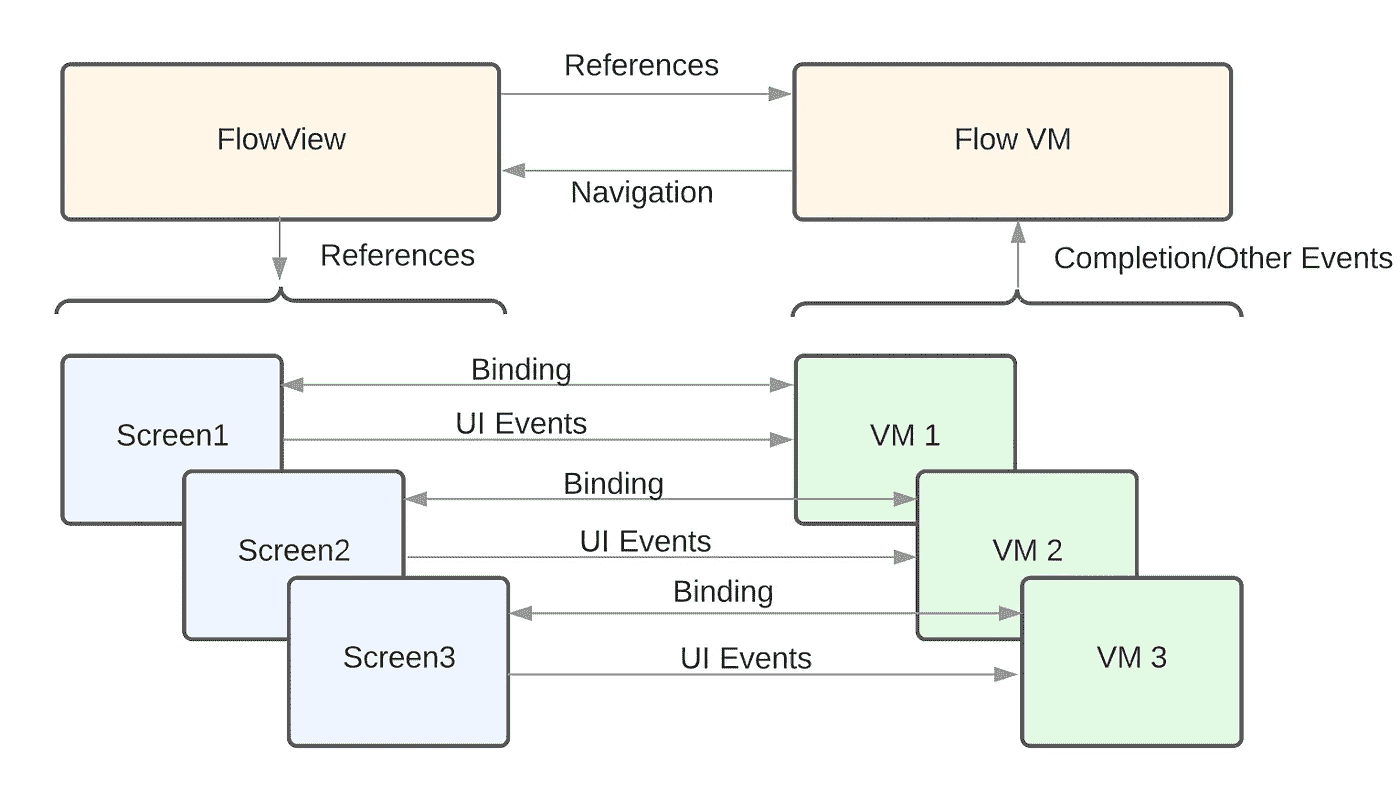 References
FlowView
Flow VM
Navigation
References
Completion/Other Events
Binding
UI Events
Screen1
VM 1
Binding
UI Events
Screen2
VM 2
Binding
UI Events
Screen3
VM 3